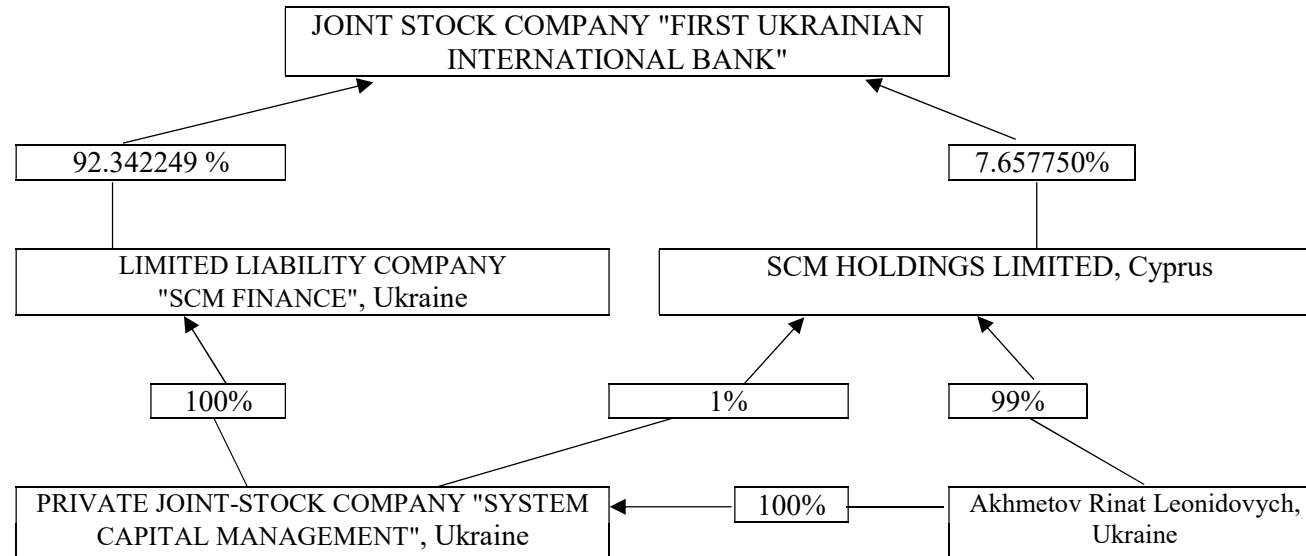 JOINT STOCK COMPANY "FIRST UKRAINIAN
INTERNATIONAL BANK"
92.342249 %
7.657750%
LIMITED LIABILITY COMPANY
"SCM FINANCE", Ukraine
SCM HOLDINGS LIMITED, Cyprus
100%
1%
99%
PRIVATE JOINT-STOCK COMPANY "SYSTEM
CAPITAL MANAGEMENT", Ukraine
100%
Akhmetov Rinat Leonidovych,
Ukraine